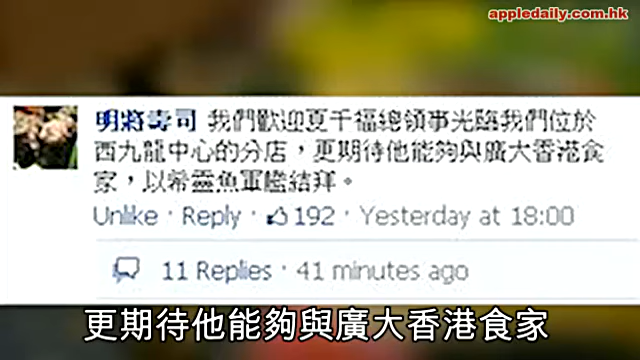 appledaily.com.hk
明將壽司 我們歡迎夏千福總領事光臨我們位於
西九龍中心的分店，更期待他能夠與廣大香港食
家，以希靈魚軍艦結拜。
Unlike · Reply · 192 · Yesterday at 18:00
11 Replies · 41 minutes ago
更期待他能夠與廣大香港食家